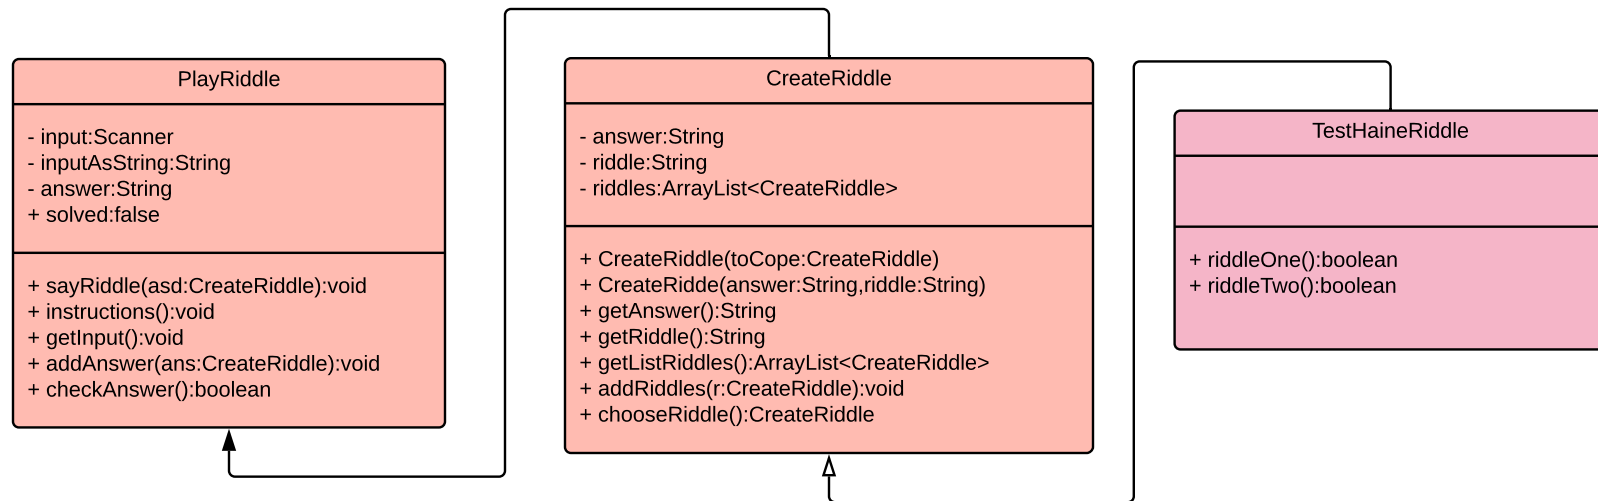 PlayRiddle
- input:Scanner
- inputAsString:String
- answer:String
+ solved:false
+ sayRiddle(asd:CreateRiddle):void
+ instructions():void
+ getInput():void
+ addAnswer(ans:CreateRiddle):void
+ checkAnswer():boolean
CreateRiddle
- answer:String
- riddle:String
- riddles:ArrayList<CreateRiddle>
+ CreateRiddle(toCope:CreateRiddle)
+ CreateRidde(answer:String,riddle:String)
+ getAnswer():String
+ getRiddle():String
+ getListRiddles():ArrayList<CreateRiddle>
+ addRiddles(r:CreateRiddle):void
+ chooseRiddle():CreateRiddle
TestHaineRiddle
+ riddleOne():boolean
+ riddleTwo():boolean